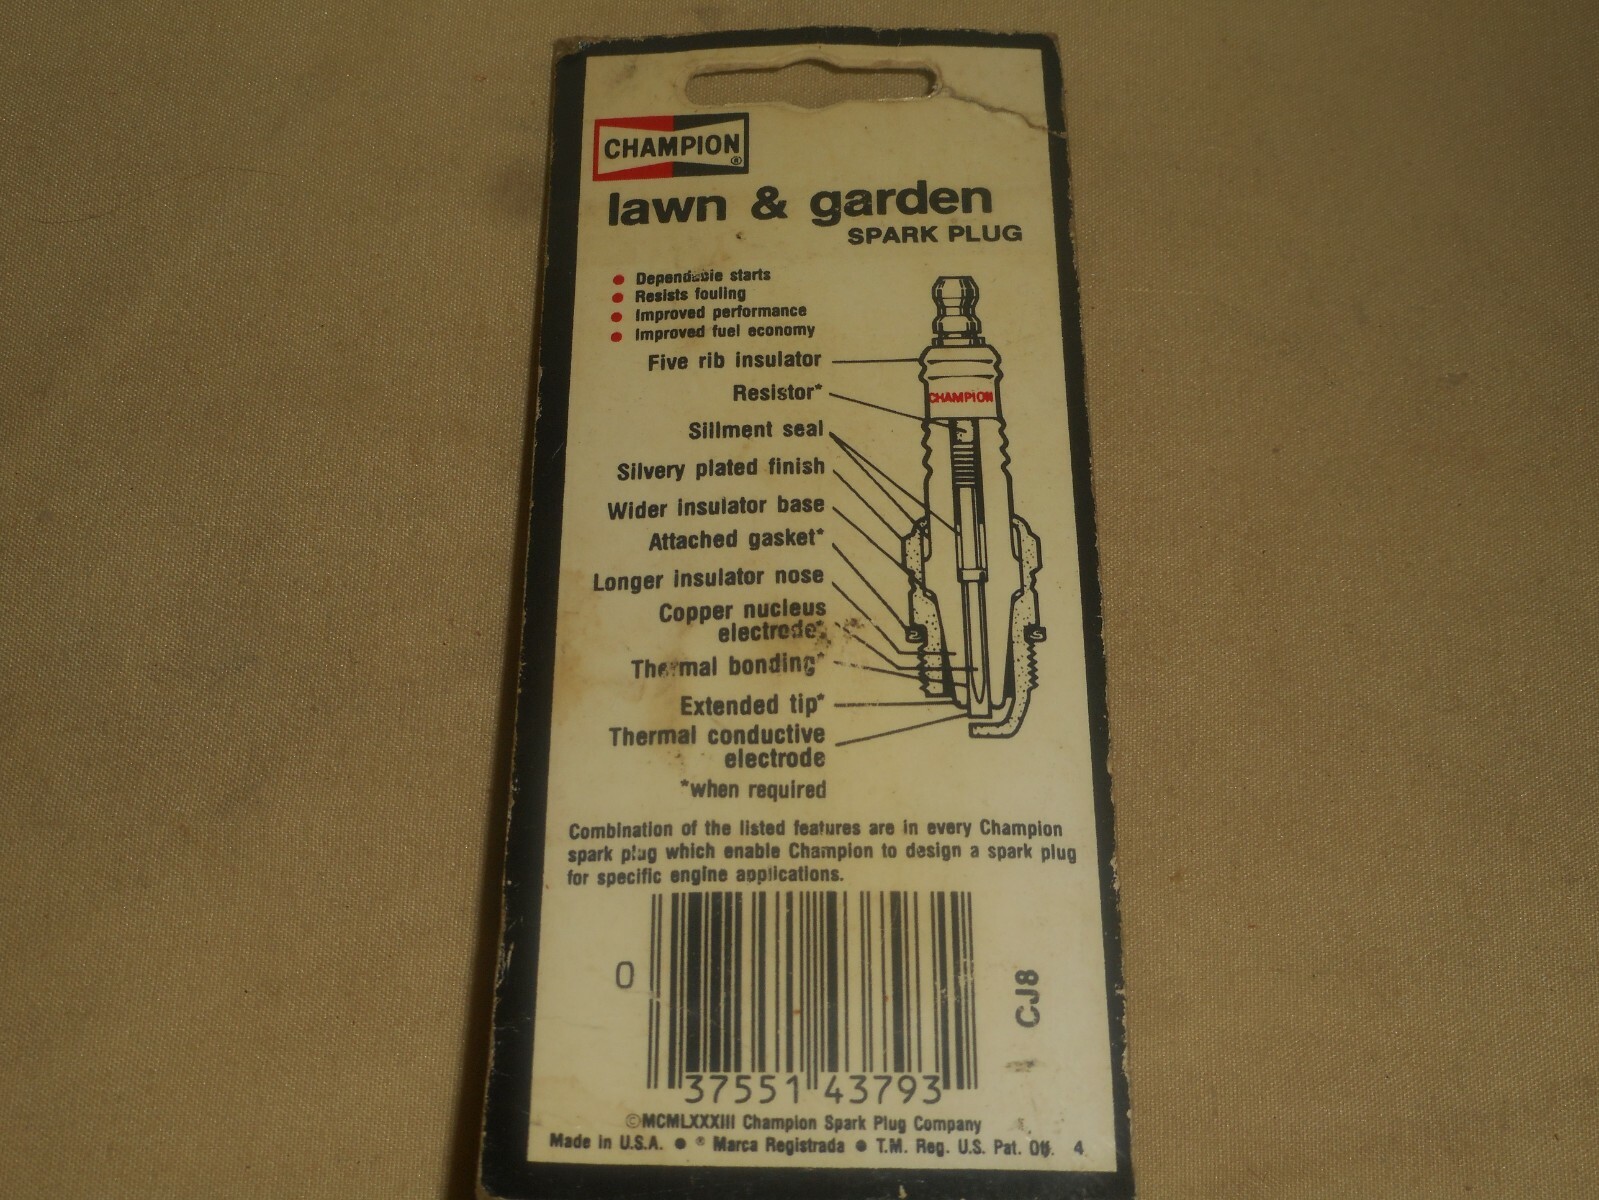 CHAMPION®
lawn & garden
SPARK PLUG
Dependable starts
Resists fouling
Improved performance
Improved fuel economy
Five rib insulator
Resistor*
CHAMPION
Sillment seal
Silvery plated finish
Wider insulator base
Attached gasket*
Longer insulator nose
Copper nucleus
electrode*
Thermal bonding*
Extended tip*
Thermal conductive
electrode
*when required
Combination of the listed features are in every Champion
spark plug which enable Champion to design a spark plug
for specific engine applications.
0
37551 43793
CJ8
©MCMLXXXIII Champion Spark Plug Company
Made in U.S.A. ● ® Marca Registrada ● T.M. Reg. U.S. Pat. Off. 4